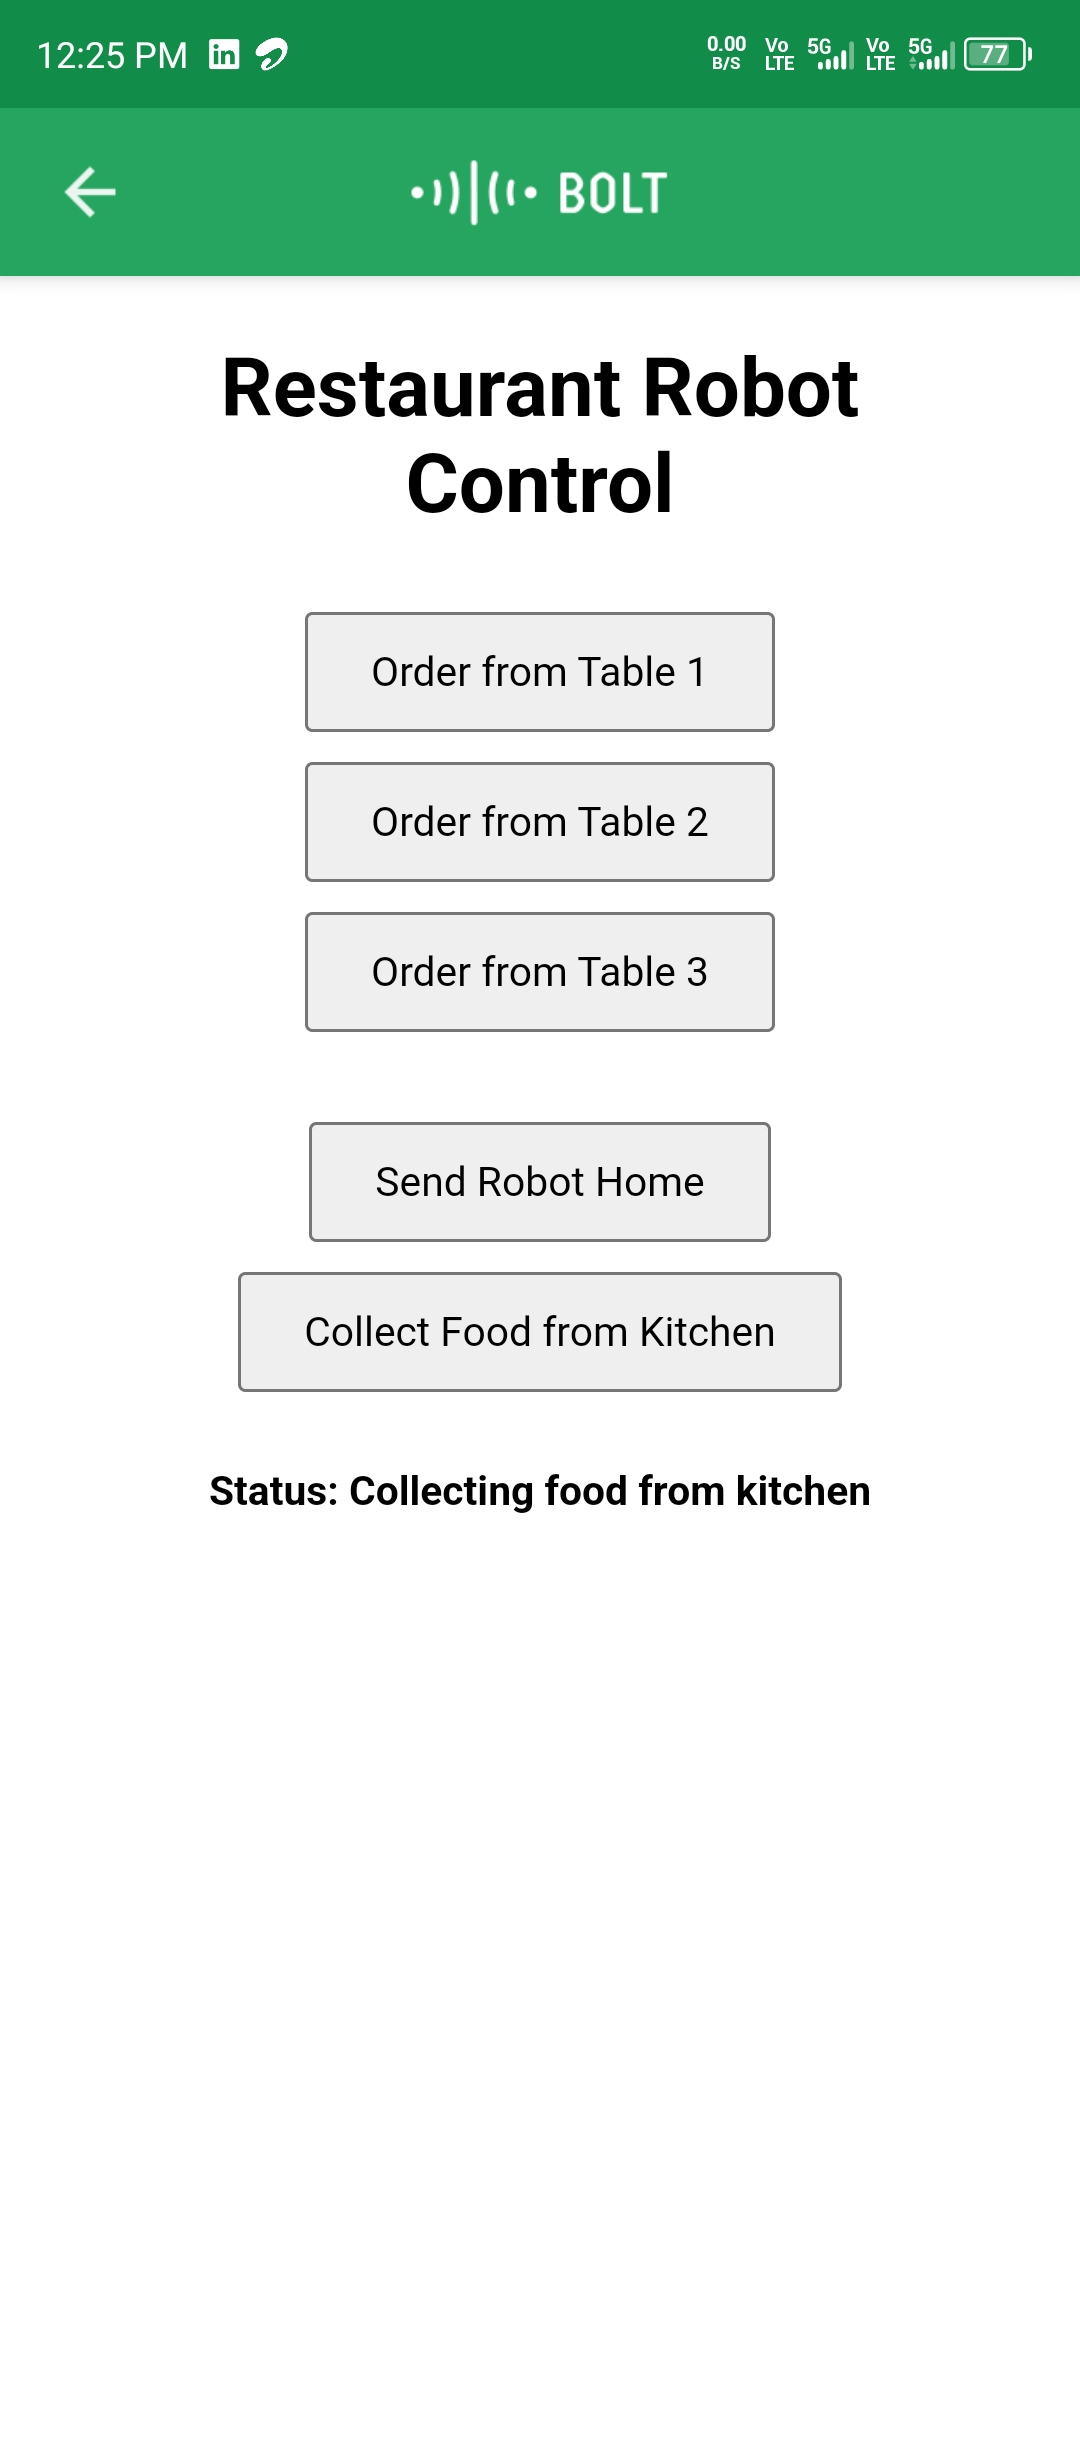 12:25 PM
0.00 B/S Vo LTE 5G Vo LTE 5G 77
BOLT
Restaurant Robot
Control
Order from Table 1
Order from Table 2
Order from Table 3
Send Robot Home
Collect Food from Kitchen
Status: Collecting food from kitchen